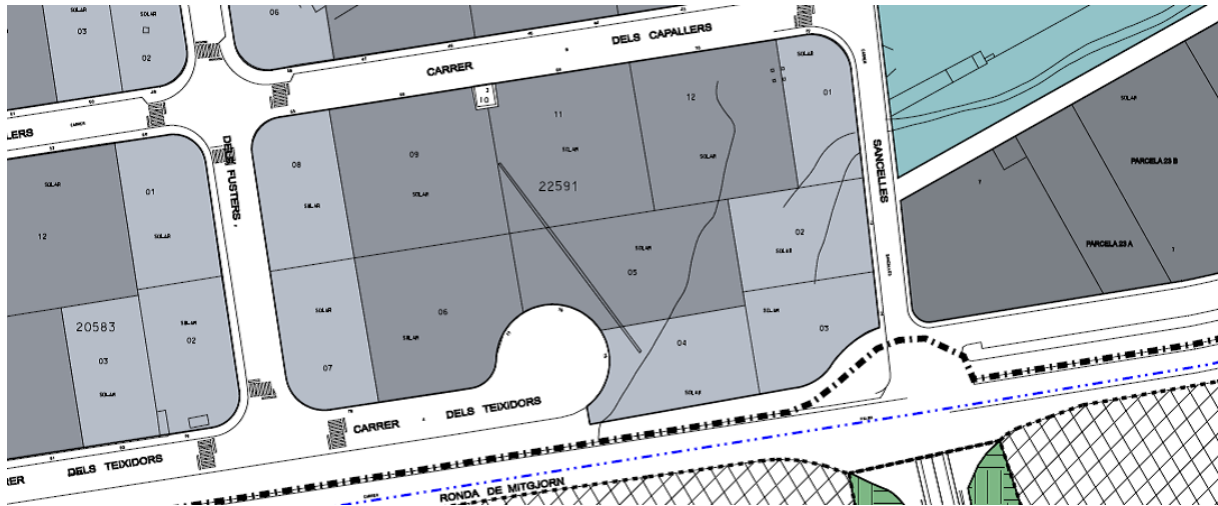 06
SOLAR
SOLAR
03
02
DELS CAPALLERS
CARRER
SOLAR
01
12
SOLAR
11
SOLAR
SOLAR
09
08
SOLAR
SOLAR
22591
LERS
CARRER
DELS FUSTERS,
SANCELLES
SOLAR
PARCELA 23 B
PARCELA 23 A
SOLAR
01
SOLAR
12
02
SOLAR
SOLAR
05
SOLAR
06
SOLAR
07
20583
03
SOLAR
SOLAR
02
SOLAR
03
04
SOLAR
CARRER
DELS TEIXIDORS
RER
DELS TEIXIDORS
RONDA DE MITGJORN